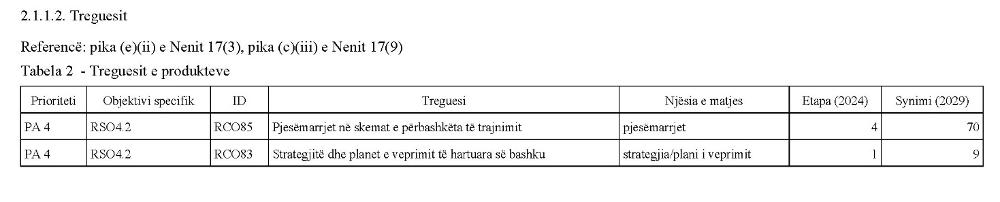 2.1.1.2. Treguesit
Referencë: pika (e)(ii) e Nenit 17(3), pika (c)(iii) e Nenit 17(9)
Tabela 2 - Treguesit e produkteve
Prioriteti Objektivi specifik ID Treguesi Njësia e matjes Etapa (2024) Synimi (2029)
PA 4 RSO4.2 RCO85 Pjesëmarrjet në skemat e përbashkëta të trajnimit pjesëmarrjet 4 70
PA 4 RSO4.2 RCO83 Strategjitë dhe planet e veprimit të hartuara së bashku strategjia/plani i veprimit 1 9